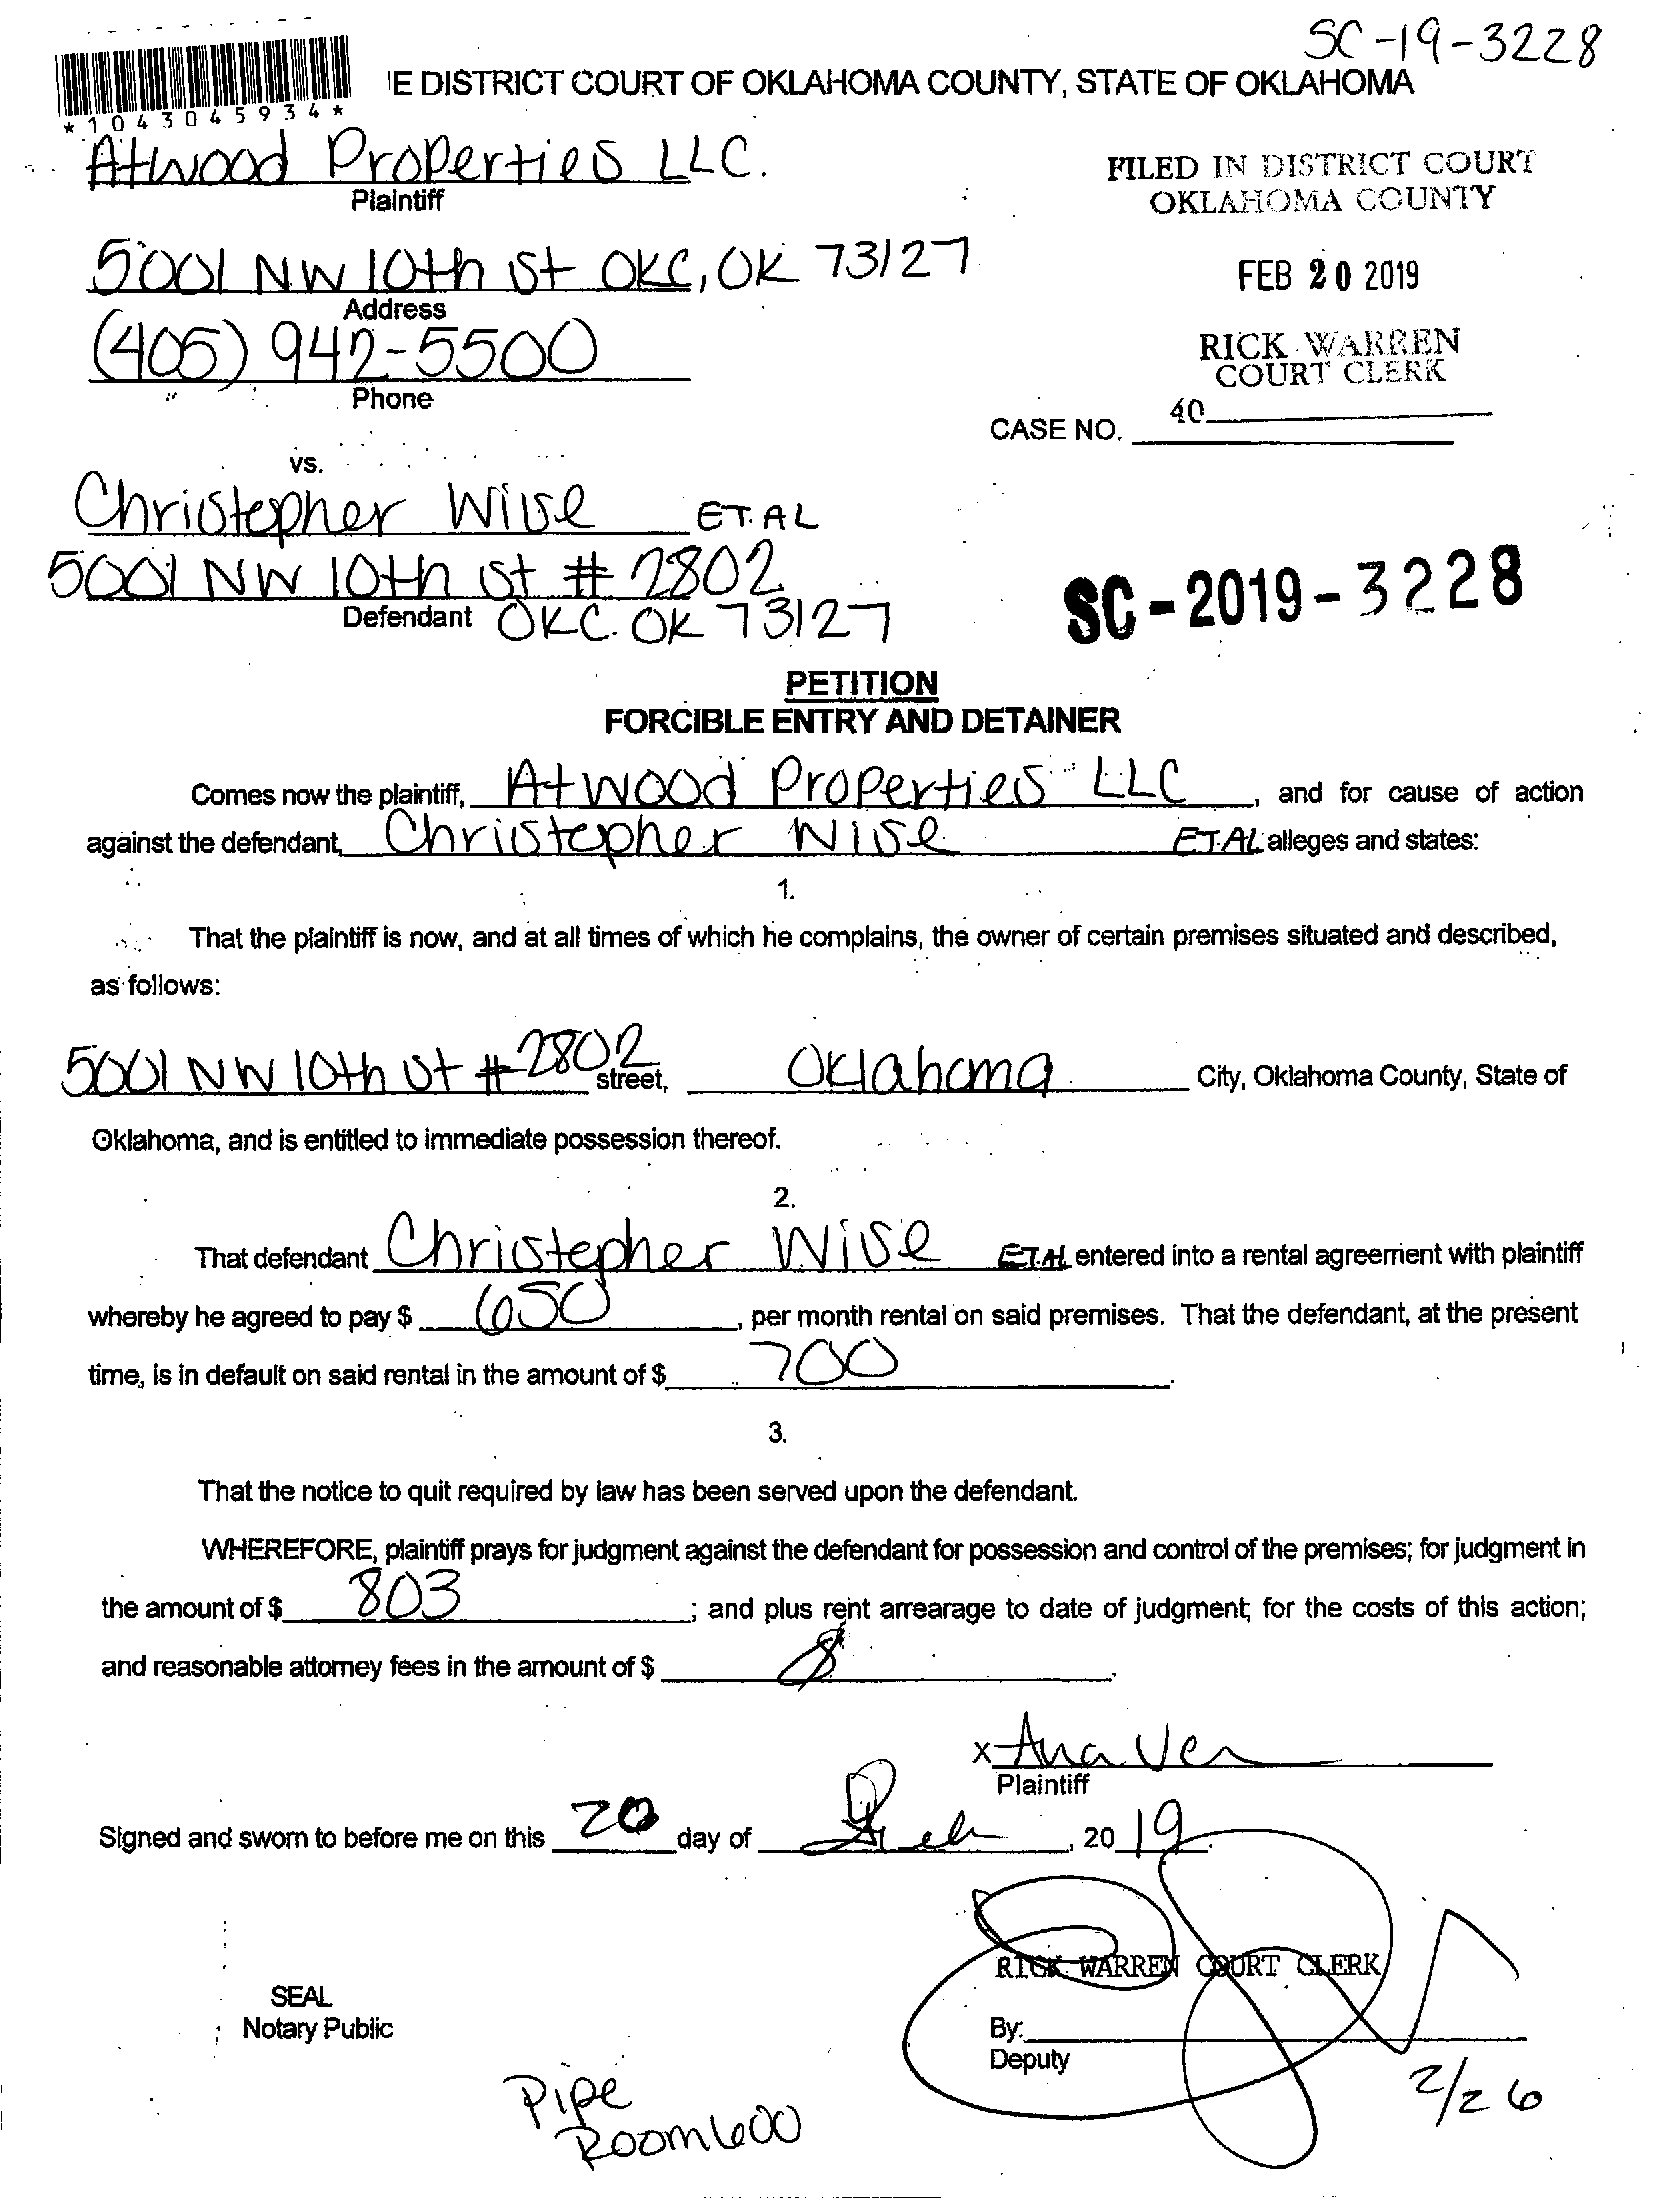 SC-19-3228
'E DISTRICT COURT OF OKLAHOMA COUNTY, STATE OF OKLAHOMA
*1043045934*
Atwood Properties LLC.
Plaintiff
FILED IN DISTRICT COURT
OKLAHOMA COUNTY
5001 NW 10th St OKC, OK 73127
Address
FEB 20 2019
(405) 942-5500
Phone
RICK WARREN
COURT CLERK
40
CASE NO.
vs.
Christepher Wise ET.AL
5001 NW 10th St # 2802
Defendant OKC. OK 73127
SC-2019-3228
PETITION
FORCIBLE ENTRY AND DETAINER
Comes now the plaintiff, Atwood Properties LLC, and for cause of action
against the defendant, Christepher Wise ET.AL alleges and states:
1.
That the plaintiff is now, and at all times of which he complains, the owner of certain premises situated and described,
as follows:
5001 NW 10th St # 2802 street, Oklahoma City, Oklahoma County, State of
Oklahoma, and is entitled to immediate possession thereof.
2.
That defendant Christepher Wise ET.AL entered into a rental agreement with plaintiff
whereby he agreed to pay $ 650, per month rental on said premises. That the defendant, at the present
time, is in default on said rental in the amount of $ 700.
3.
That the notice to quit required by law has been served upon the defendant.
WHEREFORE, plaintiff prays for judgment against the defendant for possession and control of the premises; for judgment in
the amount of $ 803; and plus rent arrearage to date of judgment; for the costs of this action;
and reasonable attorney fees in the amount of $
x Ana Ver
Plaintiff
Signed and sworn to before me on this 20 day of Feb, 2019.
RICK WARREN COURT CLERK
SEAL
Notary Public
By:
Deputy
2/26
Pipe
Room 600